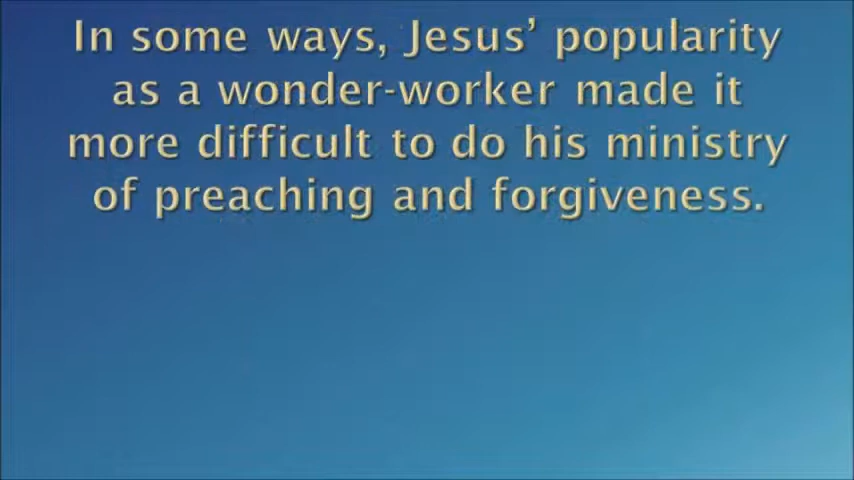 In some ways, Jesus’ popularity
as a wonder-worker made it
more difficult to do his ministry
of preaching and forgiveness.